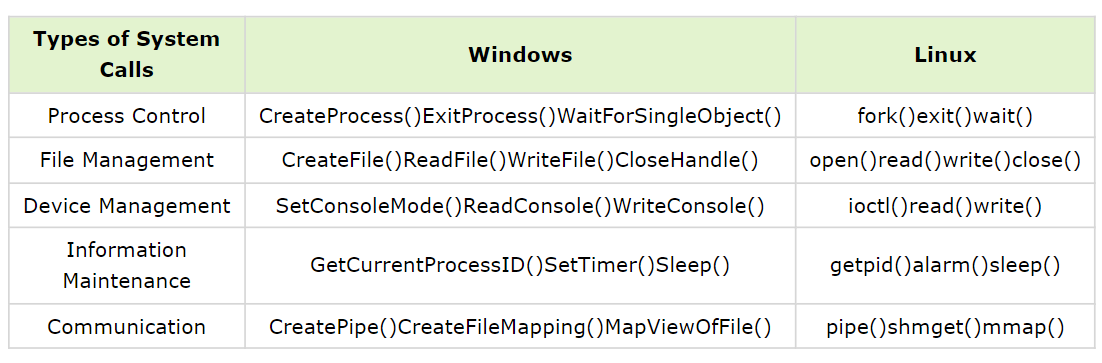 Types of System
Calls
Windows
Linux
Process Control
CreateProcess()ExitProcess()WaitForSingleObject()
fork()exit()wait()
File Management
CreateFile()ReadFile()WriteFile()CloseHandle()
open()read()write()close()
Device Management
SetConsoleMode()ReadConsole()WriteConsole()
ioctl()read()write()
Information
Maintenance
GetCurrentProcessID()SetTimer()Sleep()
getpid()alarm()sleep()
Communication
CreatePipe()CreateFileMapping()MapViewOfFile()
pipe()shmget()mmap()